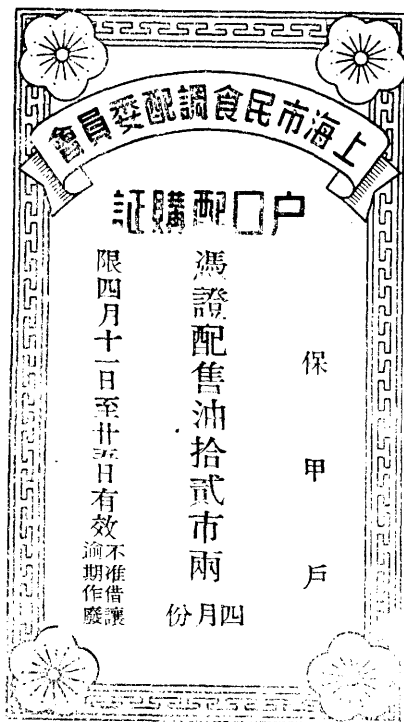 上海市民食調配委員會
户口配購証
保 甲 戶
憑證配售油拾貳市兩
四月份
限四月十一日至廿五日有效
不准借讓
逾期作廢